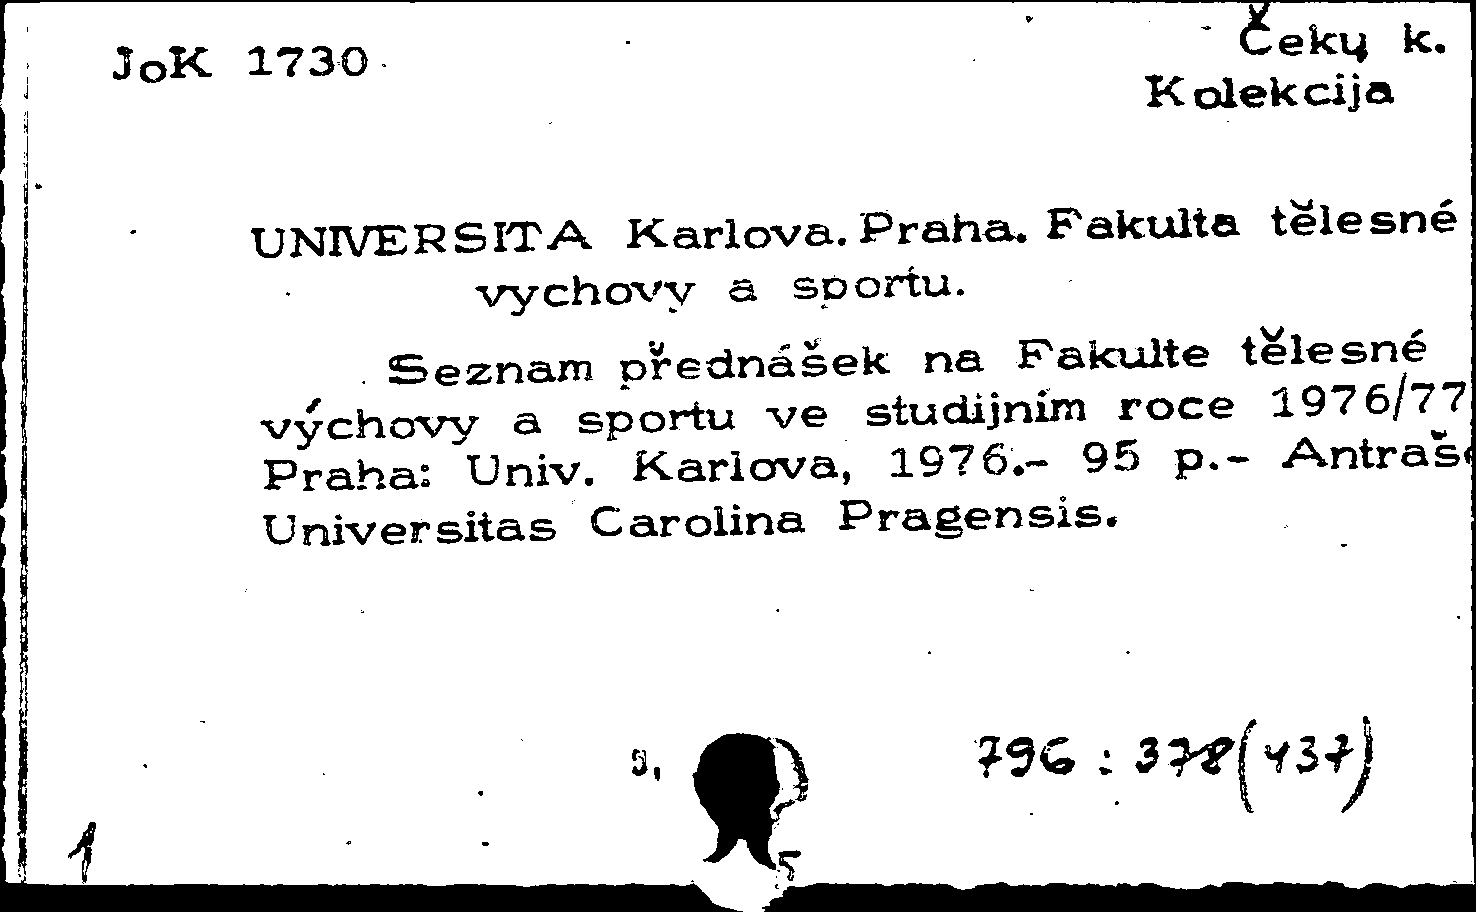 JoK 1730
Čekų k.
Kolekcija
UNIVERSITA Karlova. Praha. Fakulta tělesné
vychovy a sportu.
Seznam přednášek na Fakulte tělesné
výchovy a sportu ve studijním roce 1976/77
Praha: Univ. Karlova, 1976.- 95 p.- Antraš
Universitas Carolina Pragensis.
796 : 378(437)
1